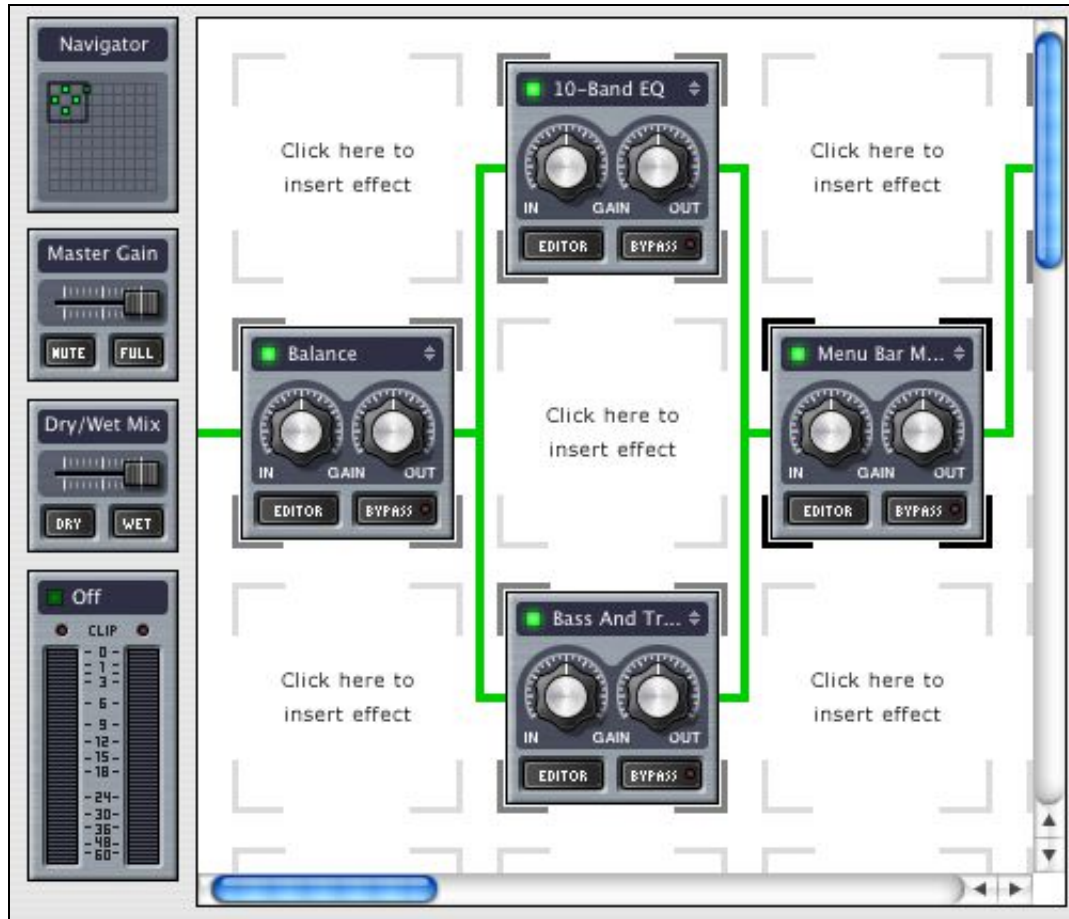 Navigator
Master Gain
MUTE FULL
Dry/Wet Mix
DRY WET
Off
CLIP
0
1
3
6
9
12
15
18
24
30
36
48
60
Click here to
insert effect
10-Band EQ
IN GAIN OUT
EDITOR BYPASS
Click here to
insert effect
Balance
IN GAIN OUT
EDITOR BYPASS
Click here to
insert effect
Menu Bar M...
IN GAIN OUT
EDITOR BYPASS
Click here to
insert effect
Bass And Tr...
IN GAIN OUT
EDITOR BYPASS
Click here to
insert effect